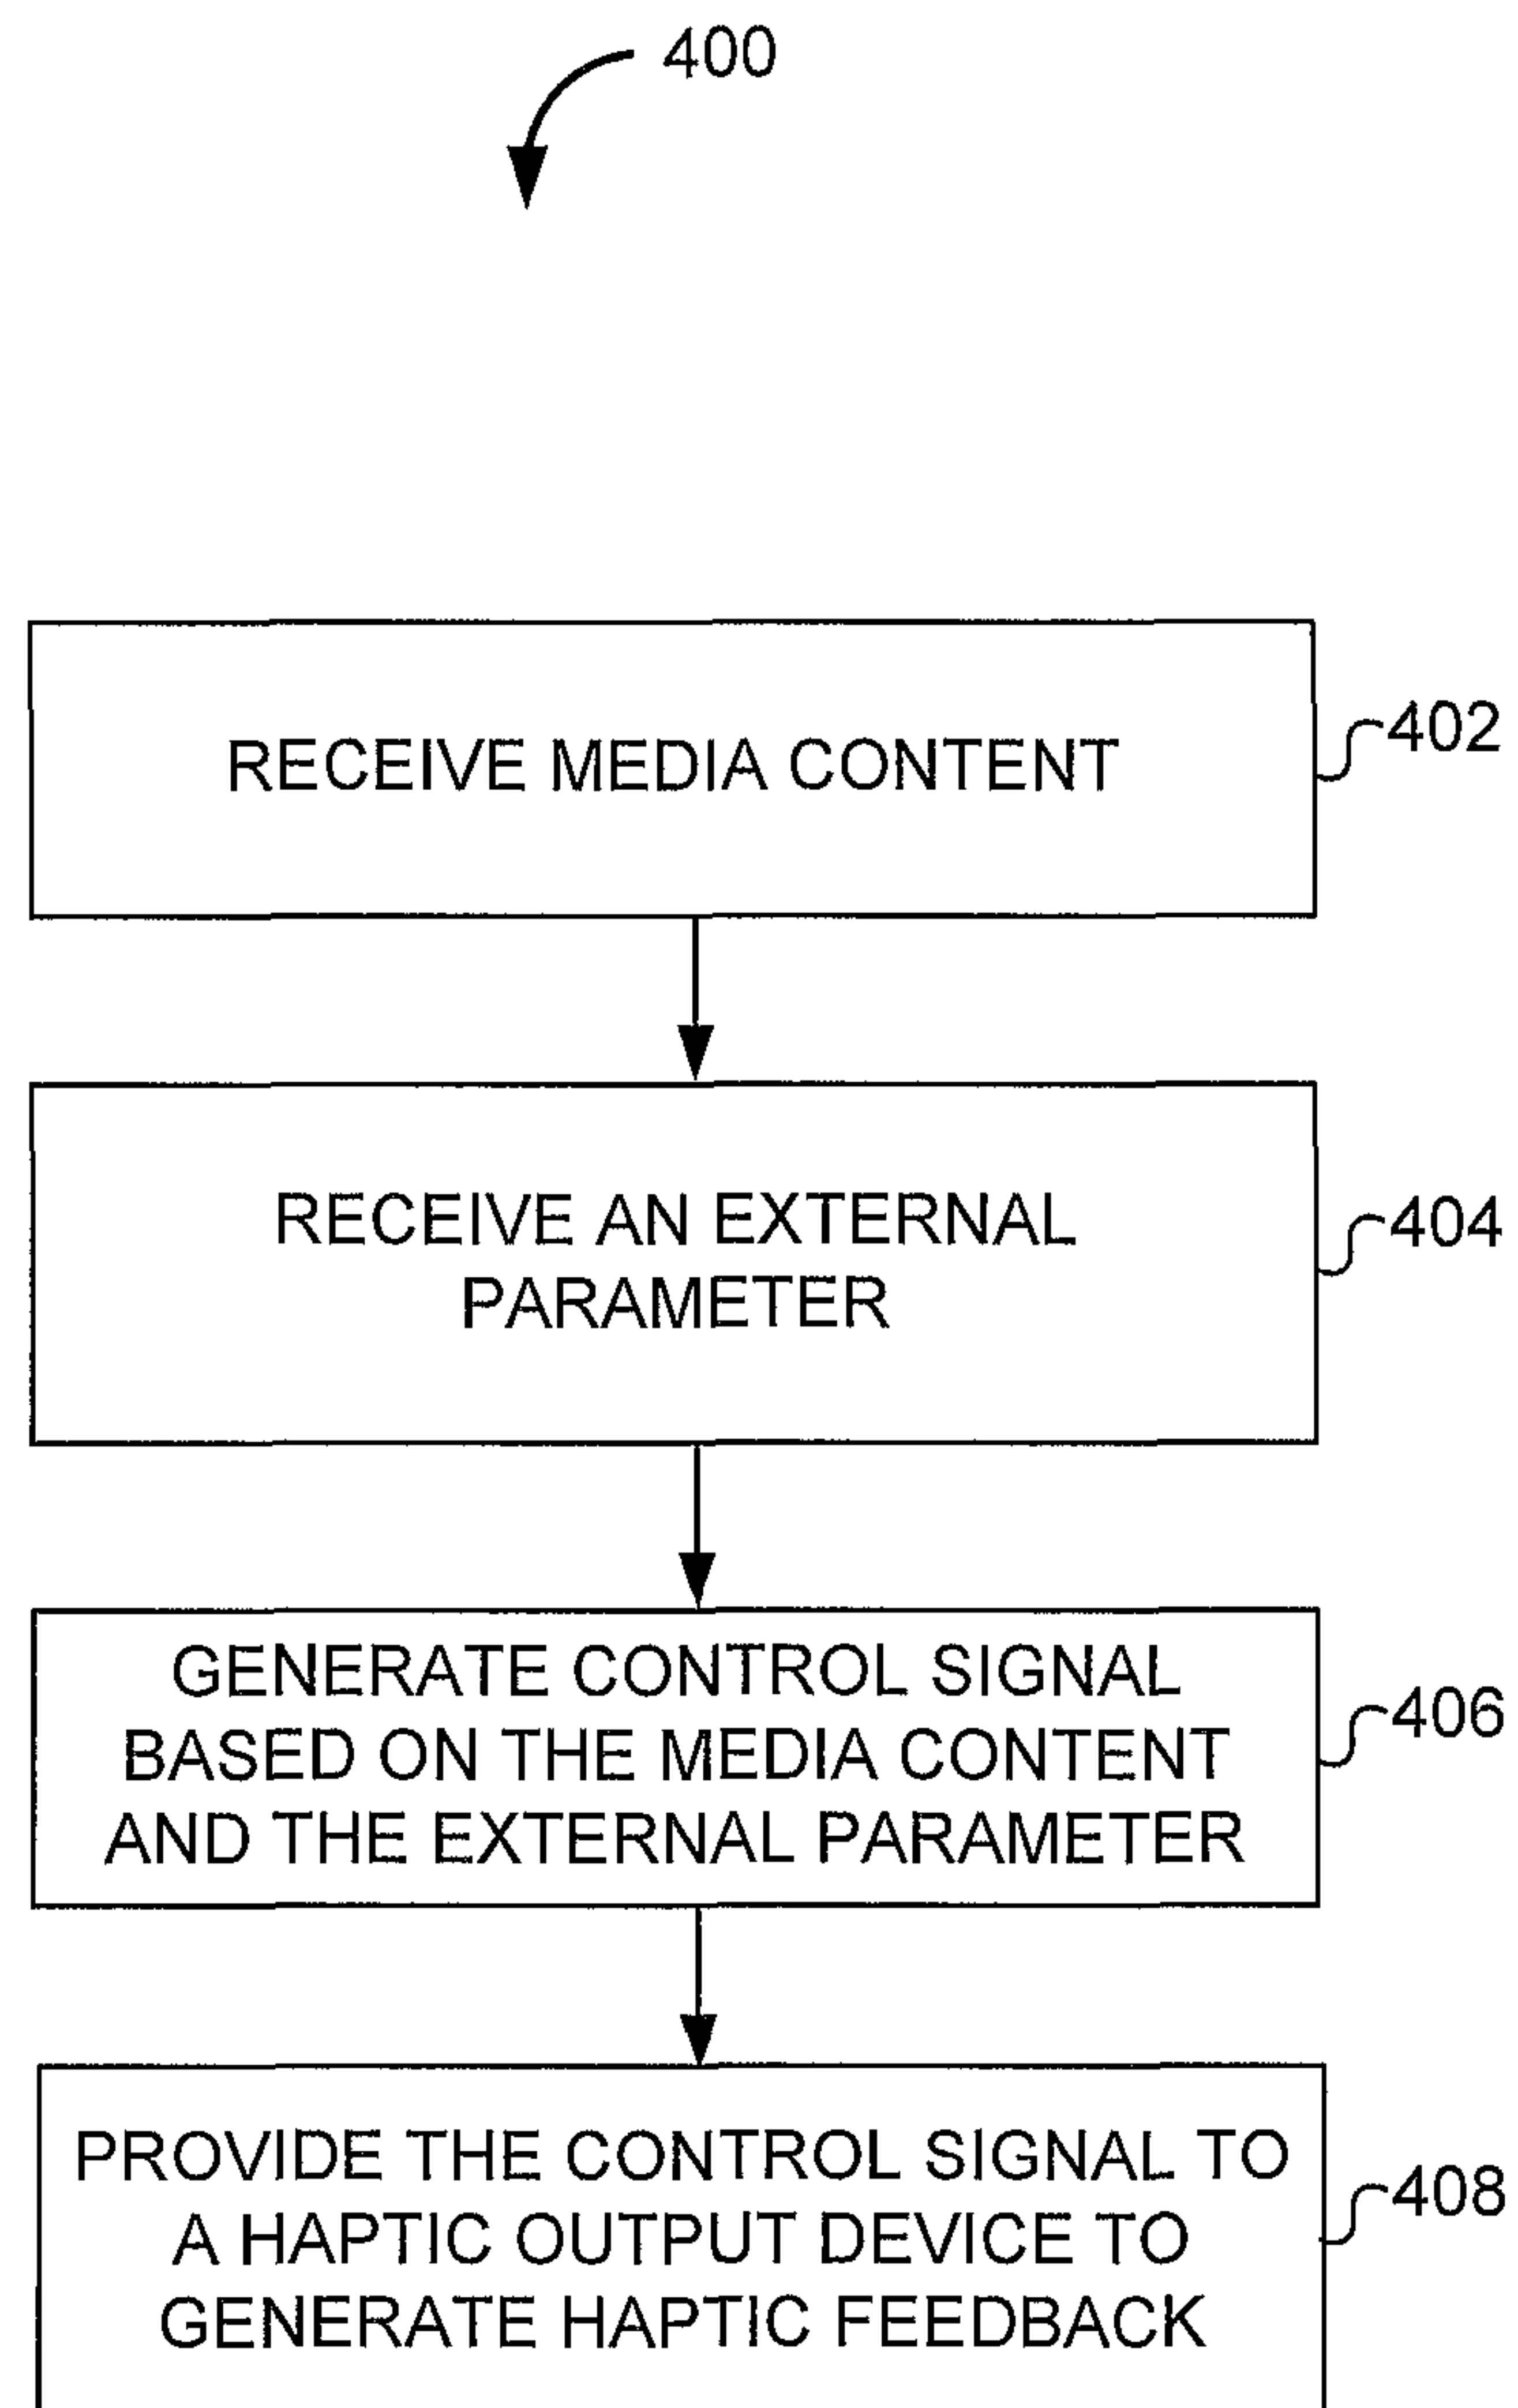 400
RECEIVE MEDIA CONTENT
402
RECEIVE AN EXTERNAL
PARAMETER
404
GENERATE CONTROL SIGNAL
BASED ON THE MEDIA CONTENT
AND THE EXTERNAL PARAMETER
406
PROVIDE THE CONTROL SIGNAL TO
A HAPTIC OUTPUT DEVICE TO
GENERATE HAPTIC FEEDBACK
408